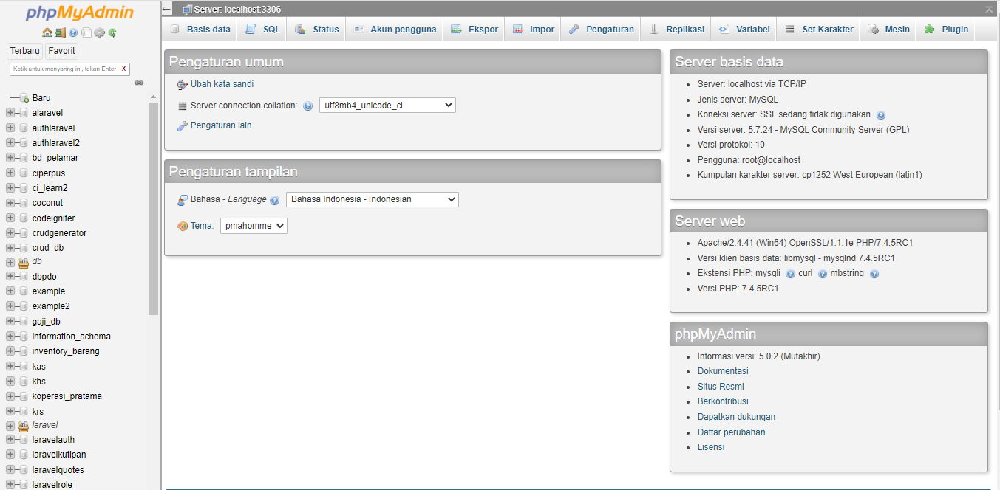 phpMyAdmin
Terbaru Favorit
Ketik untuk menyaring ini, tekan Enter X
Baru
alaravel
authlaravel
authlaravel2
bd_pelamar
ciperpus
ci_learn2
coconut
codeigniter
crudgenerator
crud_db
db
dbpdo
example
example2
gaji_db
information_schema
inventory_barang
kas
khs
koperasi_pratama
krs
laravel
laravelauth
laravelkutipan
laravelquotes
laravelrole
Server: localhost:3306
Basis data SQL Status Akun pengguna Ekspor Impor Pengaturan Replikasi Variabel Set Karakter Mesin Plugin
Pengaturan umum
Ubah kata sandi
Server connection collation: utf8mb4_unicode_ci
Pengaturan lain
Pengaturan tampilan
Bahasa - Language Bahasa Indonesia - Indonesian
Tema: pmahomme
Server basis data
Server: localhost via TCP/IP
Jenis server: MySQL
Koneksi server: SSL sedang tidak digunakan
Versi server: 5.7.24 - MySQL Community Server (GPL)
Versi protokol: 10
Pengguna: root@localhost
Kumpulan karakter server: cp1252 West European (latin1)
Server web
Apache/2.4.41 (Win64) OpenSSL/1.1.1e PHP/7.4.5RC1
Versi klien basis data: libmysql - mysqlnd 7.4.5RC1
Ekstensi PHP: mysqli curl mbstring
Versi PHP: 7.4.5RC1
phpMyAdmin
Informasi versi: 5.0.2 (Mutakhir)
Dokumentasi
Situs Resmi
Berkontribusi
Dapatkan dukungan
Daftar perubahan
Lisensi